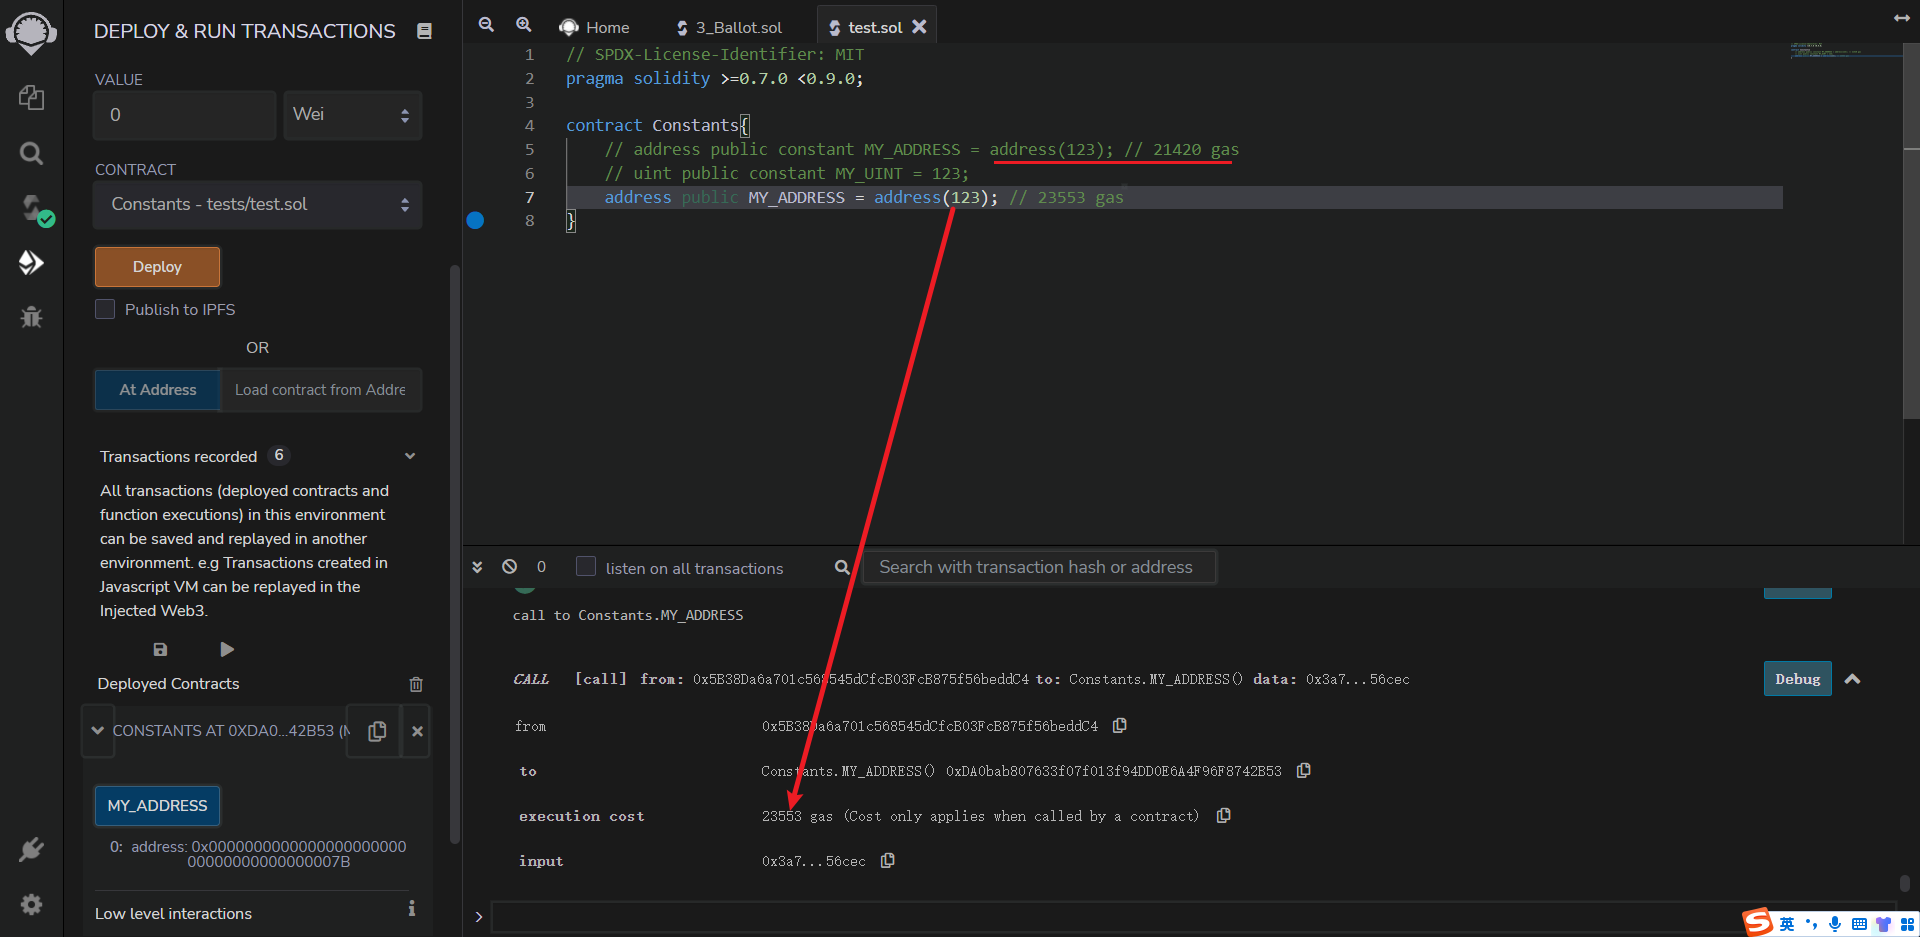 DEPLOY & RUN TRANSACTIONS
VALUE
0
Wei
CONTRACT
Constants - tests/test.sol
Deploy
Publish to IPFS
OR
At Address
Load contract from Addre
Transactions recorded 6
All transactions (deployed contracts and
function executions) in this environment
can be saved and replayed in another
environment. e.g Transactions created in
Javascript VM can be replayed in the
Injected Web3.
Deployed Contracts
CONSTANTS AT 0XDA0...42B53 (M
MY_ADDRESS
0: address: 0x00000000000000000000
0000000000000000007B
Low level interactions
Home
3_Ballot.sol
test.sol
1 // SPDX-License-Identifier: MIT
2 pragma solidity >=0.7.0 <0.9.0;
3
4 contract Constants{
5 // address public constant MY_ADDRESS = address(123); // 21420 gas
6 // uint public constant MY_UINT = 123;
7 address public MY_ADDRESS = address(123); // 23553 gas
8 }
0
listen on all transactions
Search with transaction hash or address
call to Constants.MY_ADDRESS
CALL [call] from: 0x5B38Da6a701c568545dCfcB03FcB875f56beddC4 to: Constants.MY_ADDRESS() data: 0x3a7...56cec
Debug
from 0x5B38Da6a701c568545dCfcB03FcB875f56beddC4
to Constants.MY_ADDRESS() 0xDA0bab807633f07f013f94DD0E6A4F96F8742B53
execution cost 23553 gas (Cost only applies when called by a contract)
input 0x3a7...56cec
>
S 英